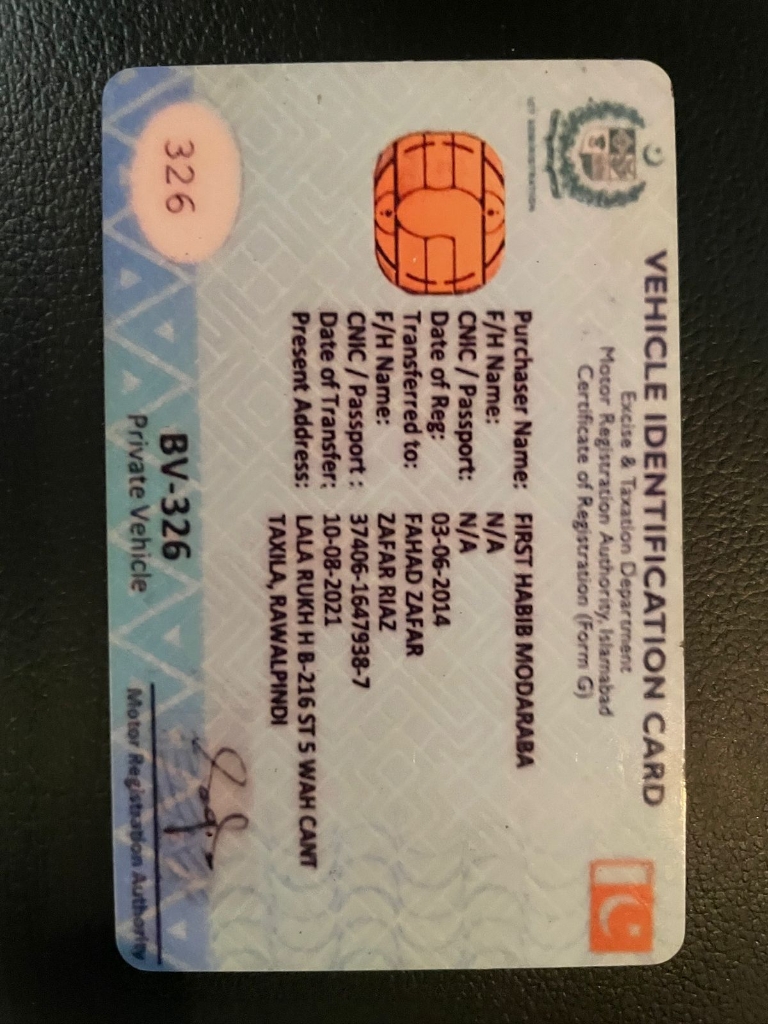 ICT ADMINISTRATION
VEHICLE IDENTIFICATION CARD
Excise & Taxation Department
Motor Registration Authority, Islamabad
Certificate of Registration (Form G)
Purchaser Name: FIRST HABIB MODARABA
F/H Name: N/A
CNIC / Passport: N/A
Date of Reg: 03-06-2014
Transferred to: FAHAD ZAFAR
F/H Name: ZAFAR RIAZ
CNIC / Passport : 37406-1647938-7
Date of Transfer: 10-08-2021
Present Address: LALA RUKH H B-216 ST 5 WAH CANT
TAXILA, RAWALPINDI
326
BV-326
Private Vehicle
Motor Registration Authority